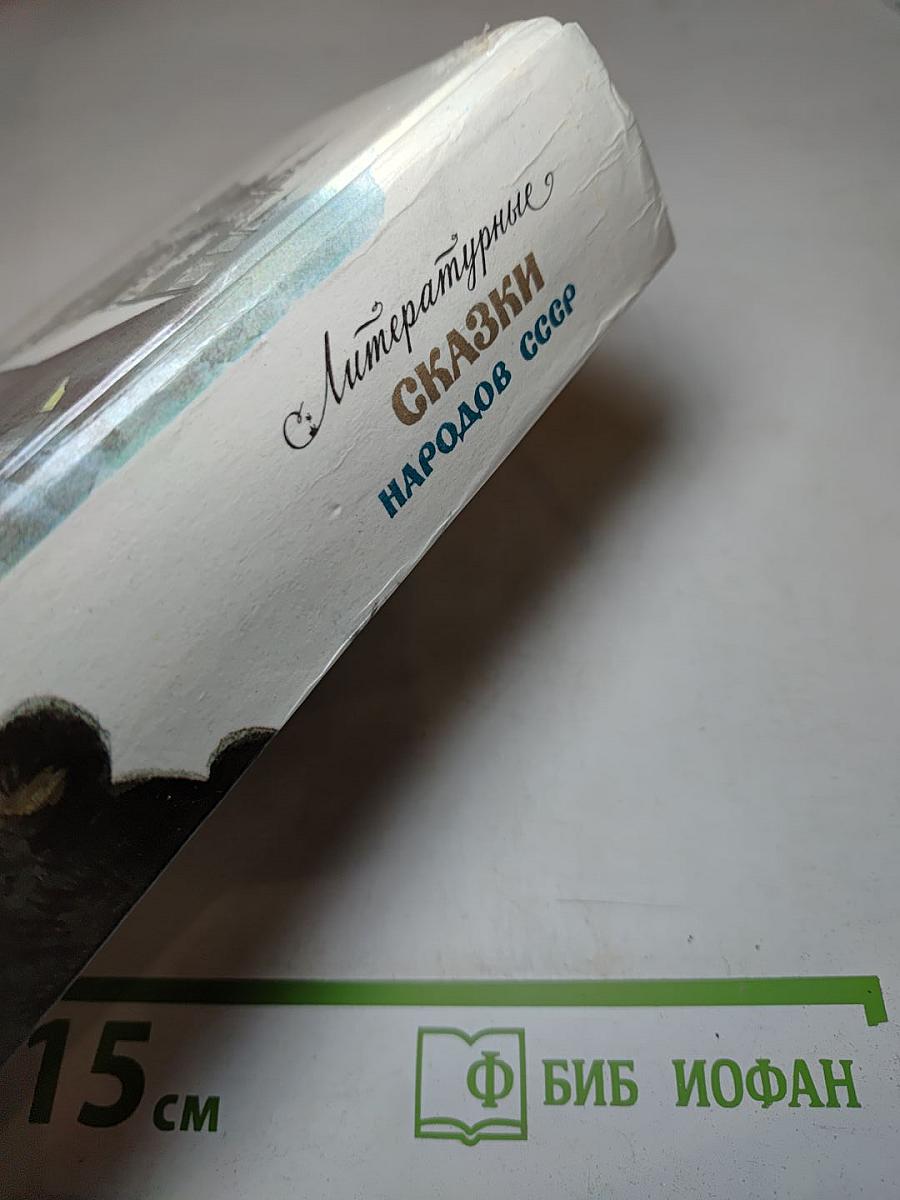 Литературные
СКАЗКИ
НАРОДОВ СССР
15 см
Ф БИБ ИОФАН